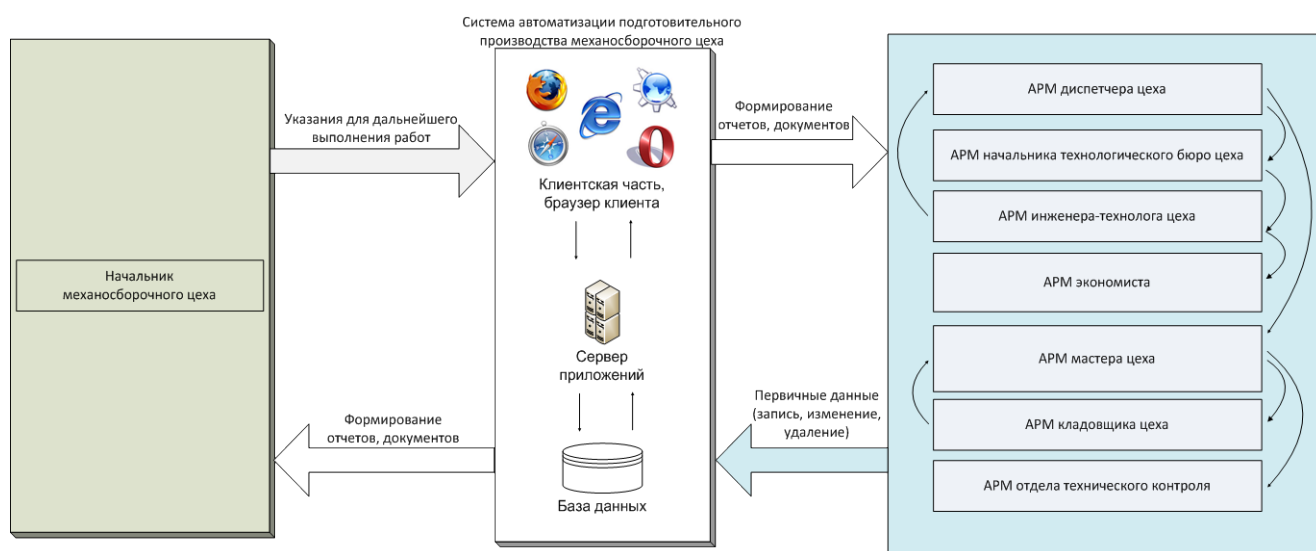 Система автоматизации подготовительного
производства механосборочного цеха
Начальник
механосборочного цеха
Указания для дальнейшего
выполнения работ
Формирование
отчетов, документов
Клиентская часть,
браузер клиента
Сервер
приложений
База данных
Формирование
отчетов, документов
Первичные данные
(запись, изменение,
удаление)
АРМ диспетчера цеха
АРМ начальника технологического бюро цеха
АРМ инженера-технолога цеха
АРМ экономиста
АРМ мастера цеха
АРМ кладовщика цеха
АРМ отдела технического контроля